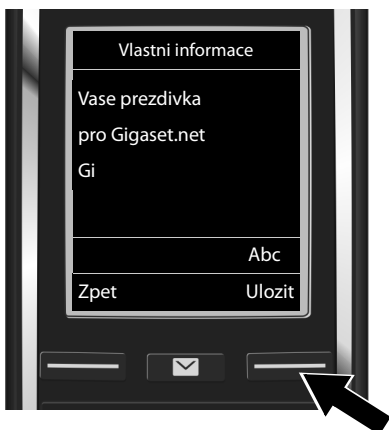 Vlastni informace
Vase prezdivka
pro Gigaset.net
Gi
Abc
Zpet Ulozit